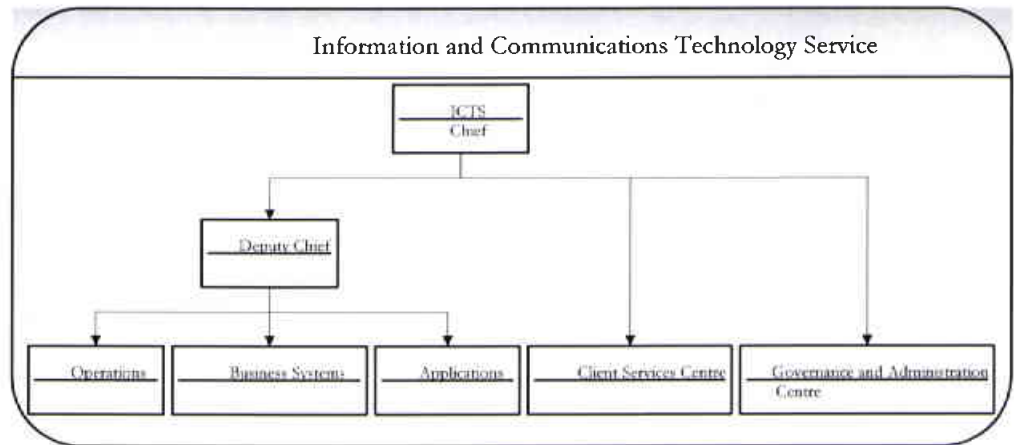 Information and Communications Technology Service
ICTS
Chief
Deputy Chief
Operations
Business Systems
Applications
Client Services Centre
Governance and Administration
Centre